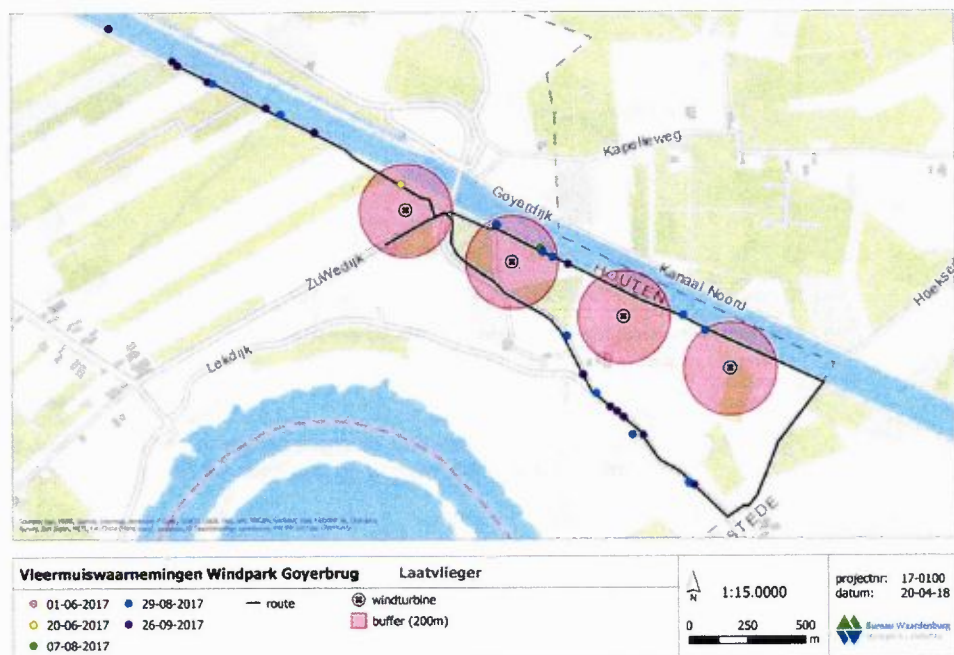 Kapelleweg
Goyerdijk
Kanaal Noord
HOUTEN
ZuWedijk
Lekdijk
STEDE
Vleermuiswaarnemingen Windpark Goyerbrug Laatvlieger
01-06-2017 29-08-2017 route windturbine
20-06-2017 26-09-2017 buffer (200m)
07-08-2017
N
1:15.0000
0 250 500
m
projectnr: 17-0100
datum: 20-04-18
Bureau Waardenburg